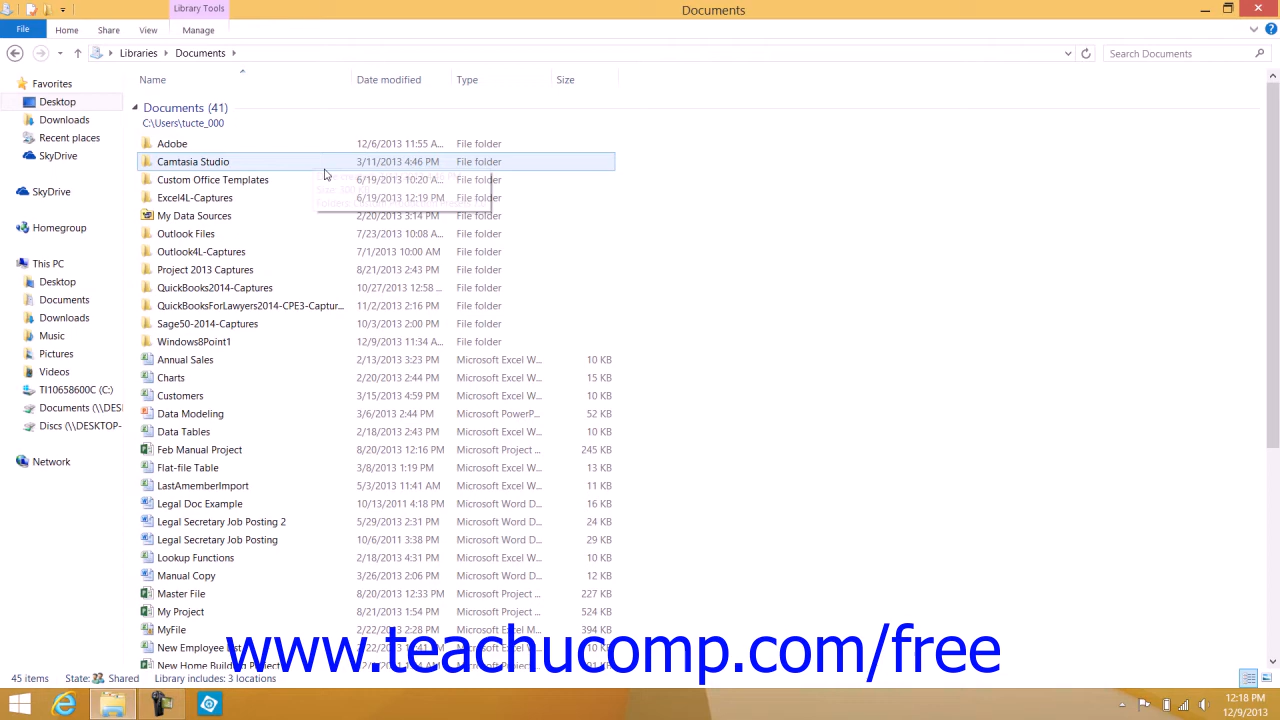 Library Tools
Documents
File Home Share View Manage
Libraries Documents
Search Documents
Name Date modified Type Size
Favorites
Desktop
Downloads
Recent places
SkyDrive
SkyDrive
Homegroup
This PC
Desktop
Documents
Downloads
Music
Pictures
Videos
TI10658600C (C:)
Documents (\\DES
Discs (\\DESKTOP-
Network
Documents (41)
C:\Users\tucte_000
Adobe 12/6/2013 11:55 A... File folder
Camtasia Studio 3/11/2013 4:46 PM File folder
Custom Office Templates 6/19/2013 10:20 A... File folder
Excel4L-Captures 6/19/2013 12:19 PM File folder
My Data Sources 2/20/2013 3:14 PM File folder
Outlook Files 7/23/2013 10:08 A... File folder
Outlook4L-Captures 7/1/2013 10:00 AM File folder
Project 2013 Captures 8/21/2013 2:43 PM File folder
QuickBooks2014-Captures 10/27/2013 12:58 ... File folder
QuickBooksForLawyers2014-CPE3-Captur... 11/2/2013 2:16 PM File folder
Sage50-2014-Captures 10/3/2013 2:00 PM File folder
Windows8Point1 12/9/2013 11:34 A... File folder
Annual Sales 2/13/2013 3:23 PM Microsoft Excel W... 10 KB
Charts 2/20/2013 2:44 PM Microsoft Excel W... 15 KB
Customers 3/15/2013 4:59 PM Microsoft Excel W... 10 KB
Data Modeling 3/6/2013 2:44 PM Microsoft PowerP... 52 KB
Data Tables 2/18/2013 2:43 PM Microsoft Excel W... 10 KB
Feb Manual Project 8/20/2013 12:16 PM Microsoft Project ... 245 KB
Flat-file Table 3/8/2013 1:19 PM Microsoft Excel W... 13 KB
LastAmemberImport 5/3/2013 11:41 AM Microsoft Excel W... 11 KB
Legal Doc Example 10/13/2011 4:18 PM Microsoft Word D... 16 KB
Legal Secretary Job Posting 2 5/29/2013 2:31 PM Microsoft Word D... 24 KB
Legal Secretary Job Posting 10/6/2011 3:38 PM Microsoft Word D... 29 KB
Lookup Functions 2/18/2013 4:31 PM Microsoft Excel W... 10 KB
Manual Copy 3/26/2013 2:06 PM Microsoft Word D... 12 KB
Master File 8/20/2013 12:33 PM Microsoft Project ... 227 KB
My Project 8/21/2013 1:54 PM Microsoft Project ... 524 KB
MyFile 2/22/2013 2:28 PM Microsoft Excel M... 394 KB
New Employee
New Home
www.teachucomp.com/free
45 items State: Shared Library includes: 3 locations
12:18 PM
12/9/2013